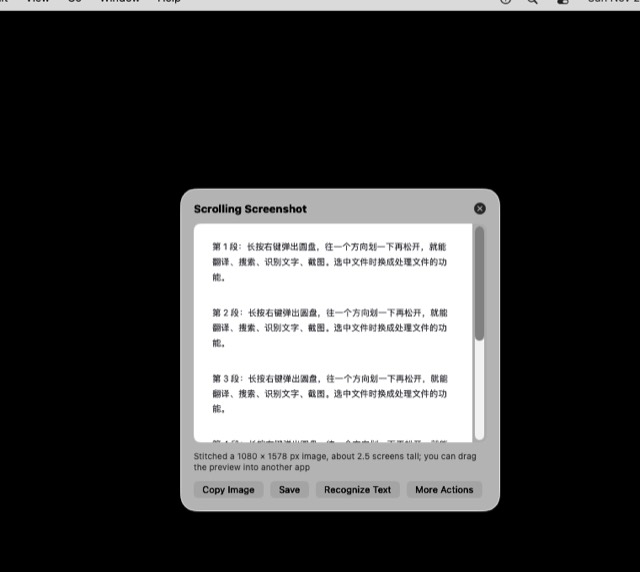 View Go Window Help
Scrolling Screenshot
第 1 段：长按右键弹出圆盘，往一个方向划一下再松开，就能
翻译、搜索、识别文字、截图。选中文件时换成处理文件的功
能。
第 2 段：长按右键弹出圆盘，往一个方向划一下再松开，就能
翻译、搜索、识别文字、截图。选中文件时换成处理文件的功
能。
第 3 段：长按右键弹出圆盘，往一个方向划一下再松开，就能
翻译、搜索、识别文字、截图。选中文件时换成处理文件的功
能。
Stitched a 1080 × 1578 px image, about 2.5 screens tall; you can drag
the preview into another app
Copy Image Save Recognize Text More Actions